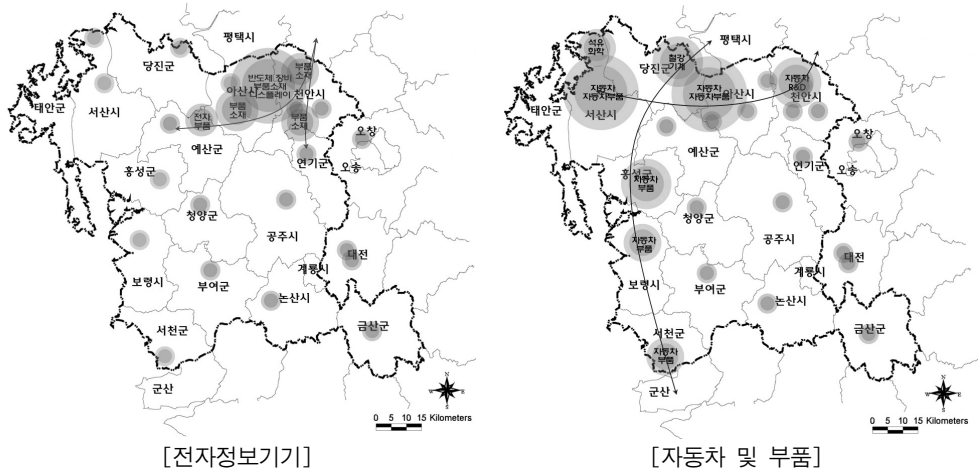 평택시
당진군
반도체 장비
부품소재
디스플레이
부품
소재
아산시
천안시
태안군
서산시
전자
부품
부품
소재
부품
소재
오창
예산군
연기군
오송
홍성군
청양군
공주시
대전
보령시
부여군
계룡시
논산시
서천군
금산군
군산
N
W
E
S
0 5 10 15 Kilometers
[전자정보기기]
평택시
석유
화학
당진군
철강
기계
자동차
자동차부품
자동차
자동차부품
아산시
자동차
R&D
천안시
태안군
서산시
오창
예산군
연기군
오송
홍성군
자동차
부품
청양군
공주시
자동차
부품
대전
보령시
부여군
계룡시
논산시
서천군
자동차
부품
금산군
군산
N
W
E
S
0 5 10 15 Kilometers
[자동차 및 부품]